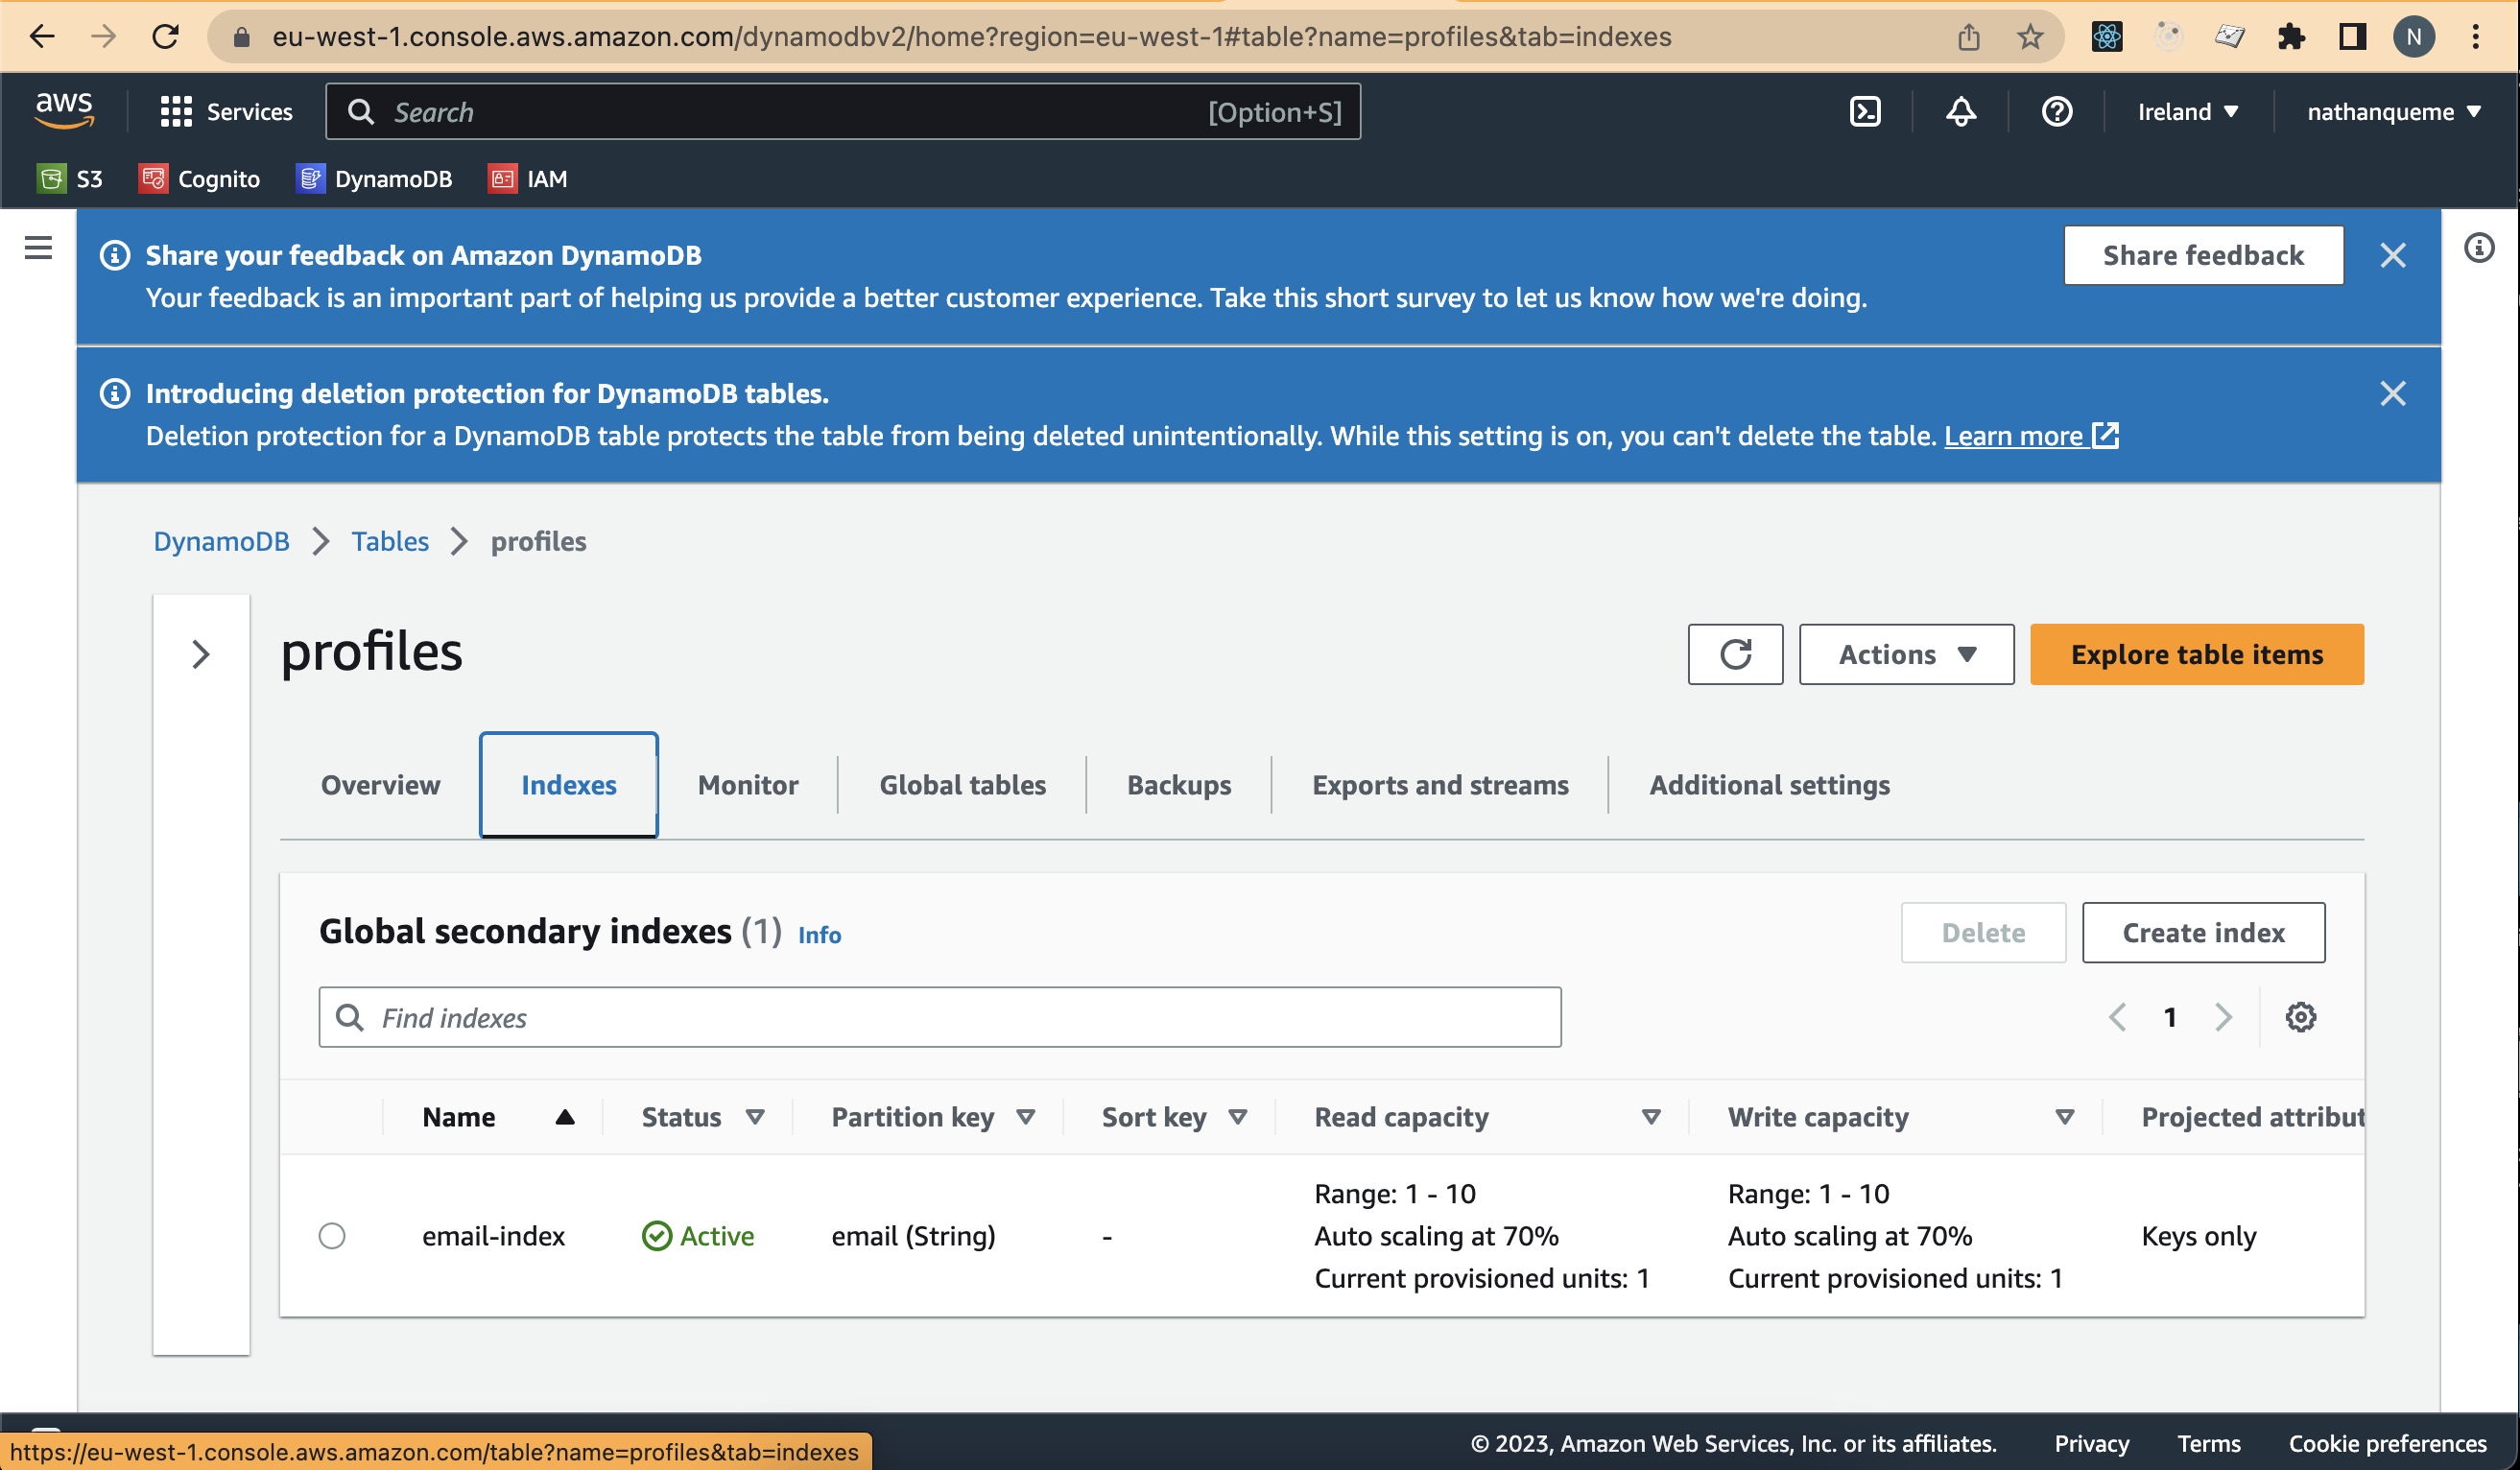 eu-west-1.console.aws.amazon.com/dynamodbv2/home?region=eu-west-1#table?name=profiles&tab=indexes
N
aws
Services
Search
[Option+S]
Ireland
nathanqueme
S3
Cognito
DynamoDB
IAM
Share your feedback on Amazon DynamoDB
Your feedback is an important part of helping us provide a better customer experience. Take this short survey to let us know how we're doing.
Share feedback
Introducing deletion protection for DynamoDB tables.
Deletion protection for a DynamoDB table protects the table from being deleted unintentionally. While this setting is on, you can't delete the table. Learn more
DynamoDB
Tables
profiles
profiles
Actions
Explore table items
Overview
Indexes
Monitor
Global tables
Backups
Exports and streams
Additional settings
Global secondary indexes (1) Info
Delete
Create index
Find indexes
1
Name
Status
Partition key
Sort key
Read capacity
Write capacity
Projected attribut
email-index
Active
email (String)
-
Range: 1 - 10
Auto scaling at 70%
Current provisioned units: 1
Range: 1 - 10
Auto scaling at 70%
Current provisioned units: 1
Keys only
https://eu-west-1.console.aws.amazon.com/table?name=profiles&tab=indexes
© 2023, Amazon Web Services, Inc. or its affiliates.
Privacy
Terms
Cookie preferences